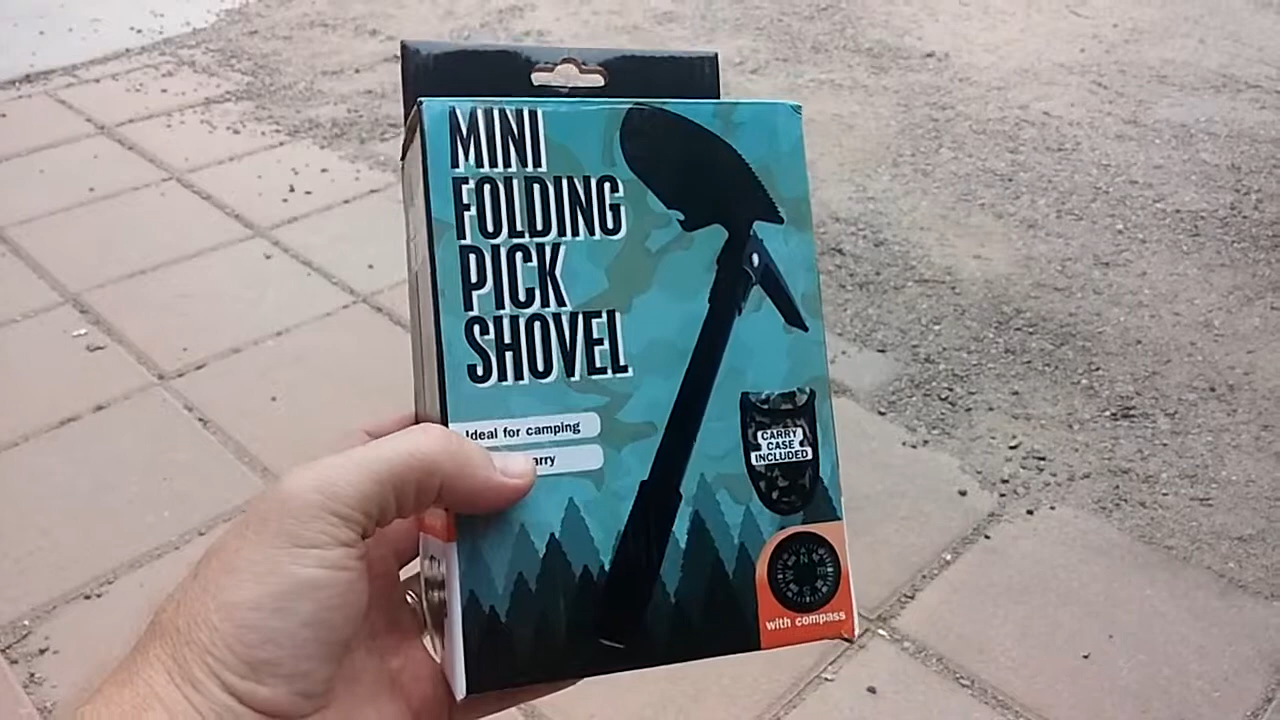 MINI
FOLDING
PICK
SHOVEL
Ideal for camping
CARRY
CASE
INCLUDED
N
W
E
S
with compass